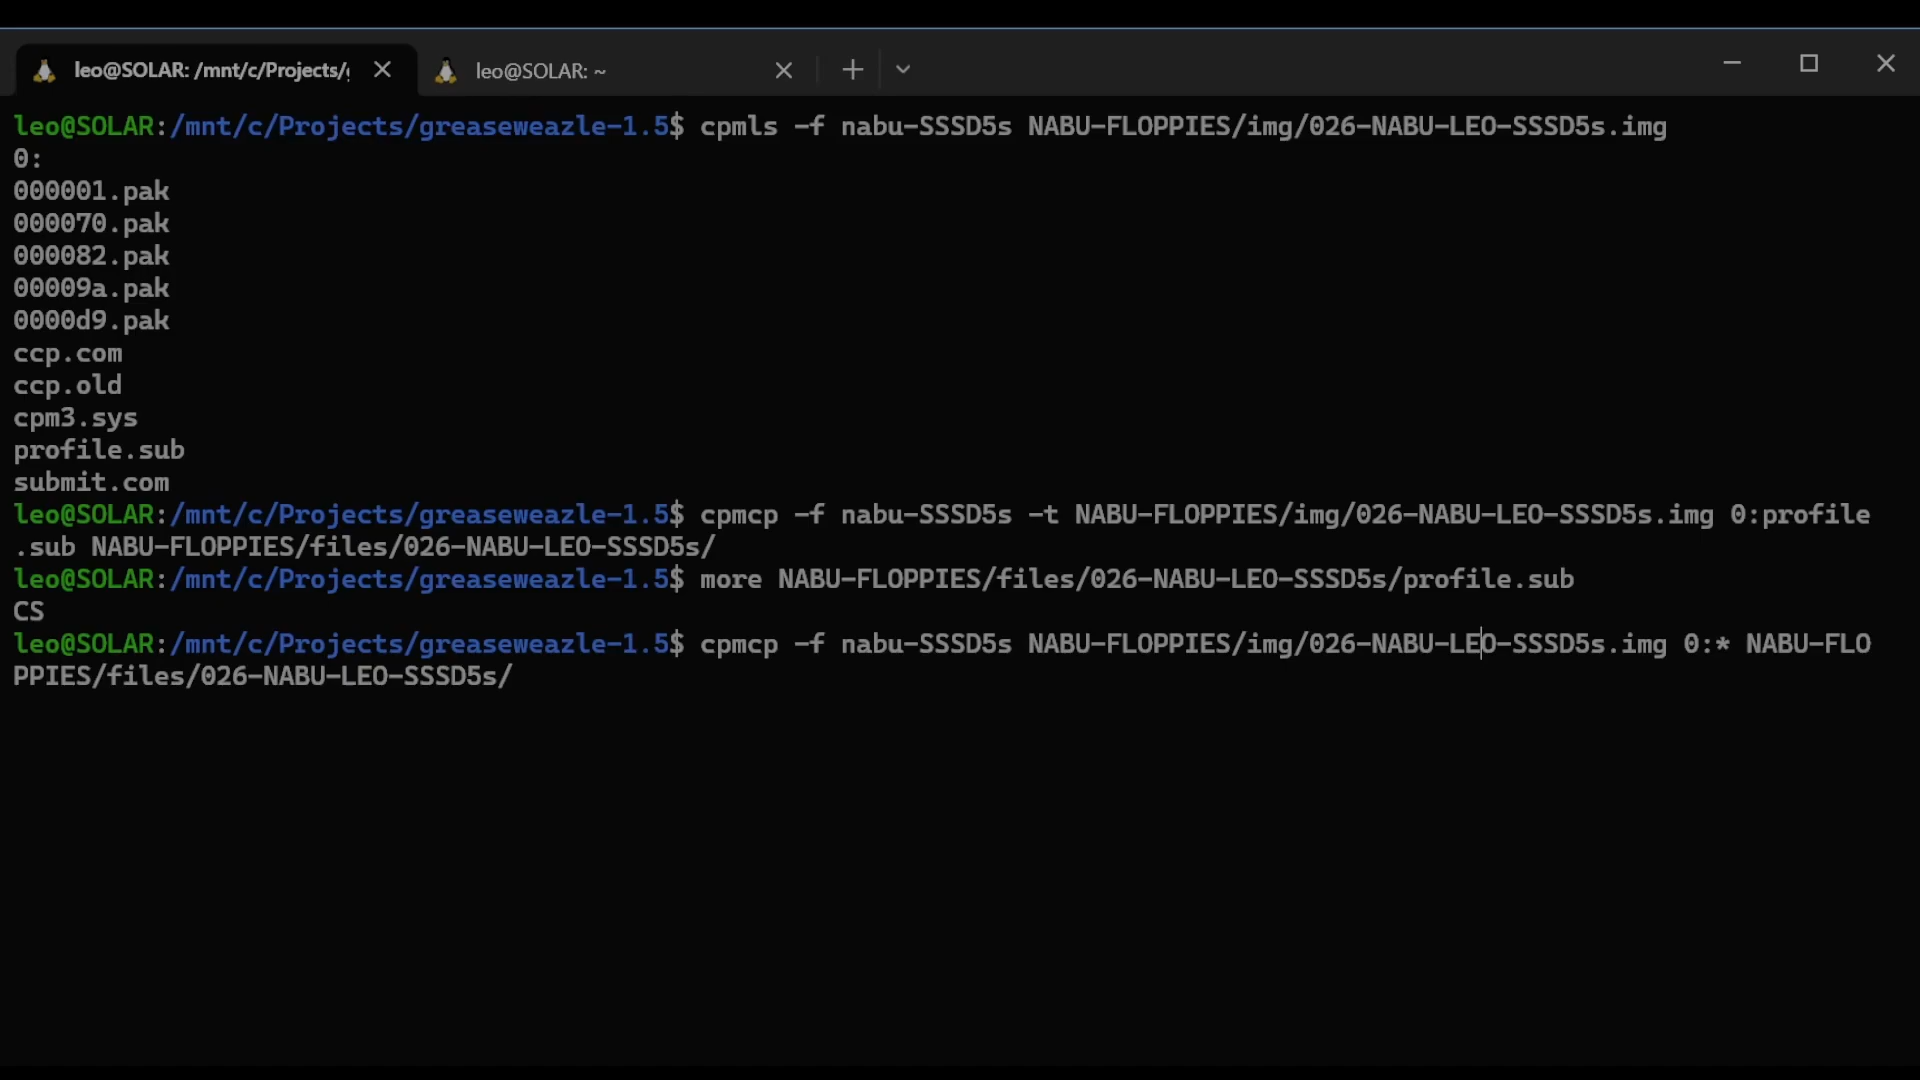 leo@SOLAR: /mnt/c/Projects/
leo@SOLAR: ~
leo@SOLAR:/mnt/c/Projects/greaseweazle-1.5$ cpmls -f nabu-SSSD5s NABU-FLOPPIES/img/026-NABU-LEO-SSSD5s.img
0:
000001.pak
000070.pak
000082.pak
00009a.pak
0000d9.pak
ccp.com
ccp.old
cpm3.sys
profile.sub
submit.com
leo@SOLAR:/mnt/c/Projects/greaseweazle-1.5$ cpmcp -f nabu-SSSD5s -t NABU-FLOPPIES/img/026-NABU-LEO-SSSD5s.img 0:profile
.sub NABU-FLOPPIES/files/026-NABU-LEO-SSSD5s/
leo@SOLAR:/mnt/c/Projects/greaseweazle-1.5$ more NABU-FLOPPIES/files/026-NABU-LEO-SSSD5s/profile.sub
CS
leo@SOLAR:/mnt/c/Projects/greaseweazle-1.5$ cpmcp -f nabu-SSSD5s NABU-FLOPPIES/img/026-NABU-LEO-SSSD5s.img 0:* NABU-FLO
PPIES/files/026-NABU-LEO-SSSD5s/